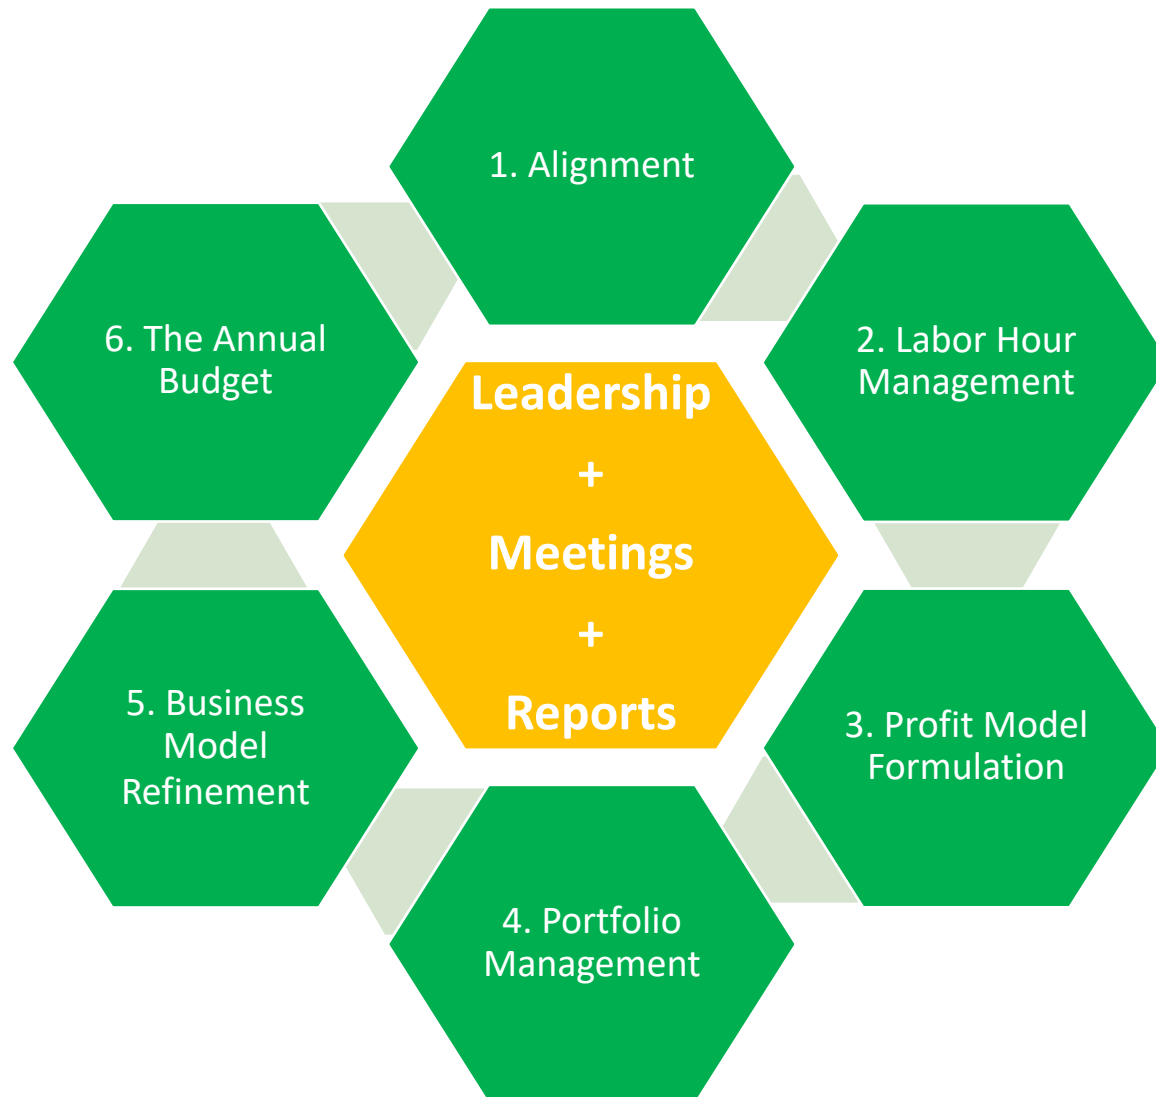 1. Alignment
2. Labor Hour
Management
3. Profit Model
Formulation
4. Portfolio
Management
5. Business
Model
Refinement
6. The Annual
Budget
Leadership
+
Meetings
+
Reports